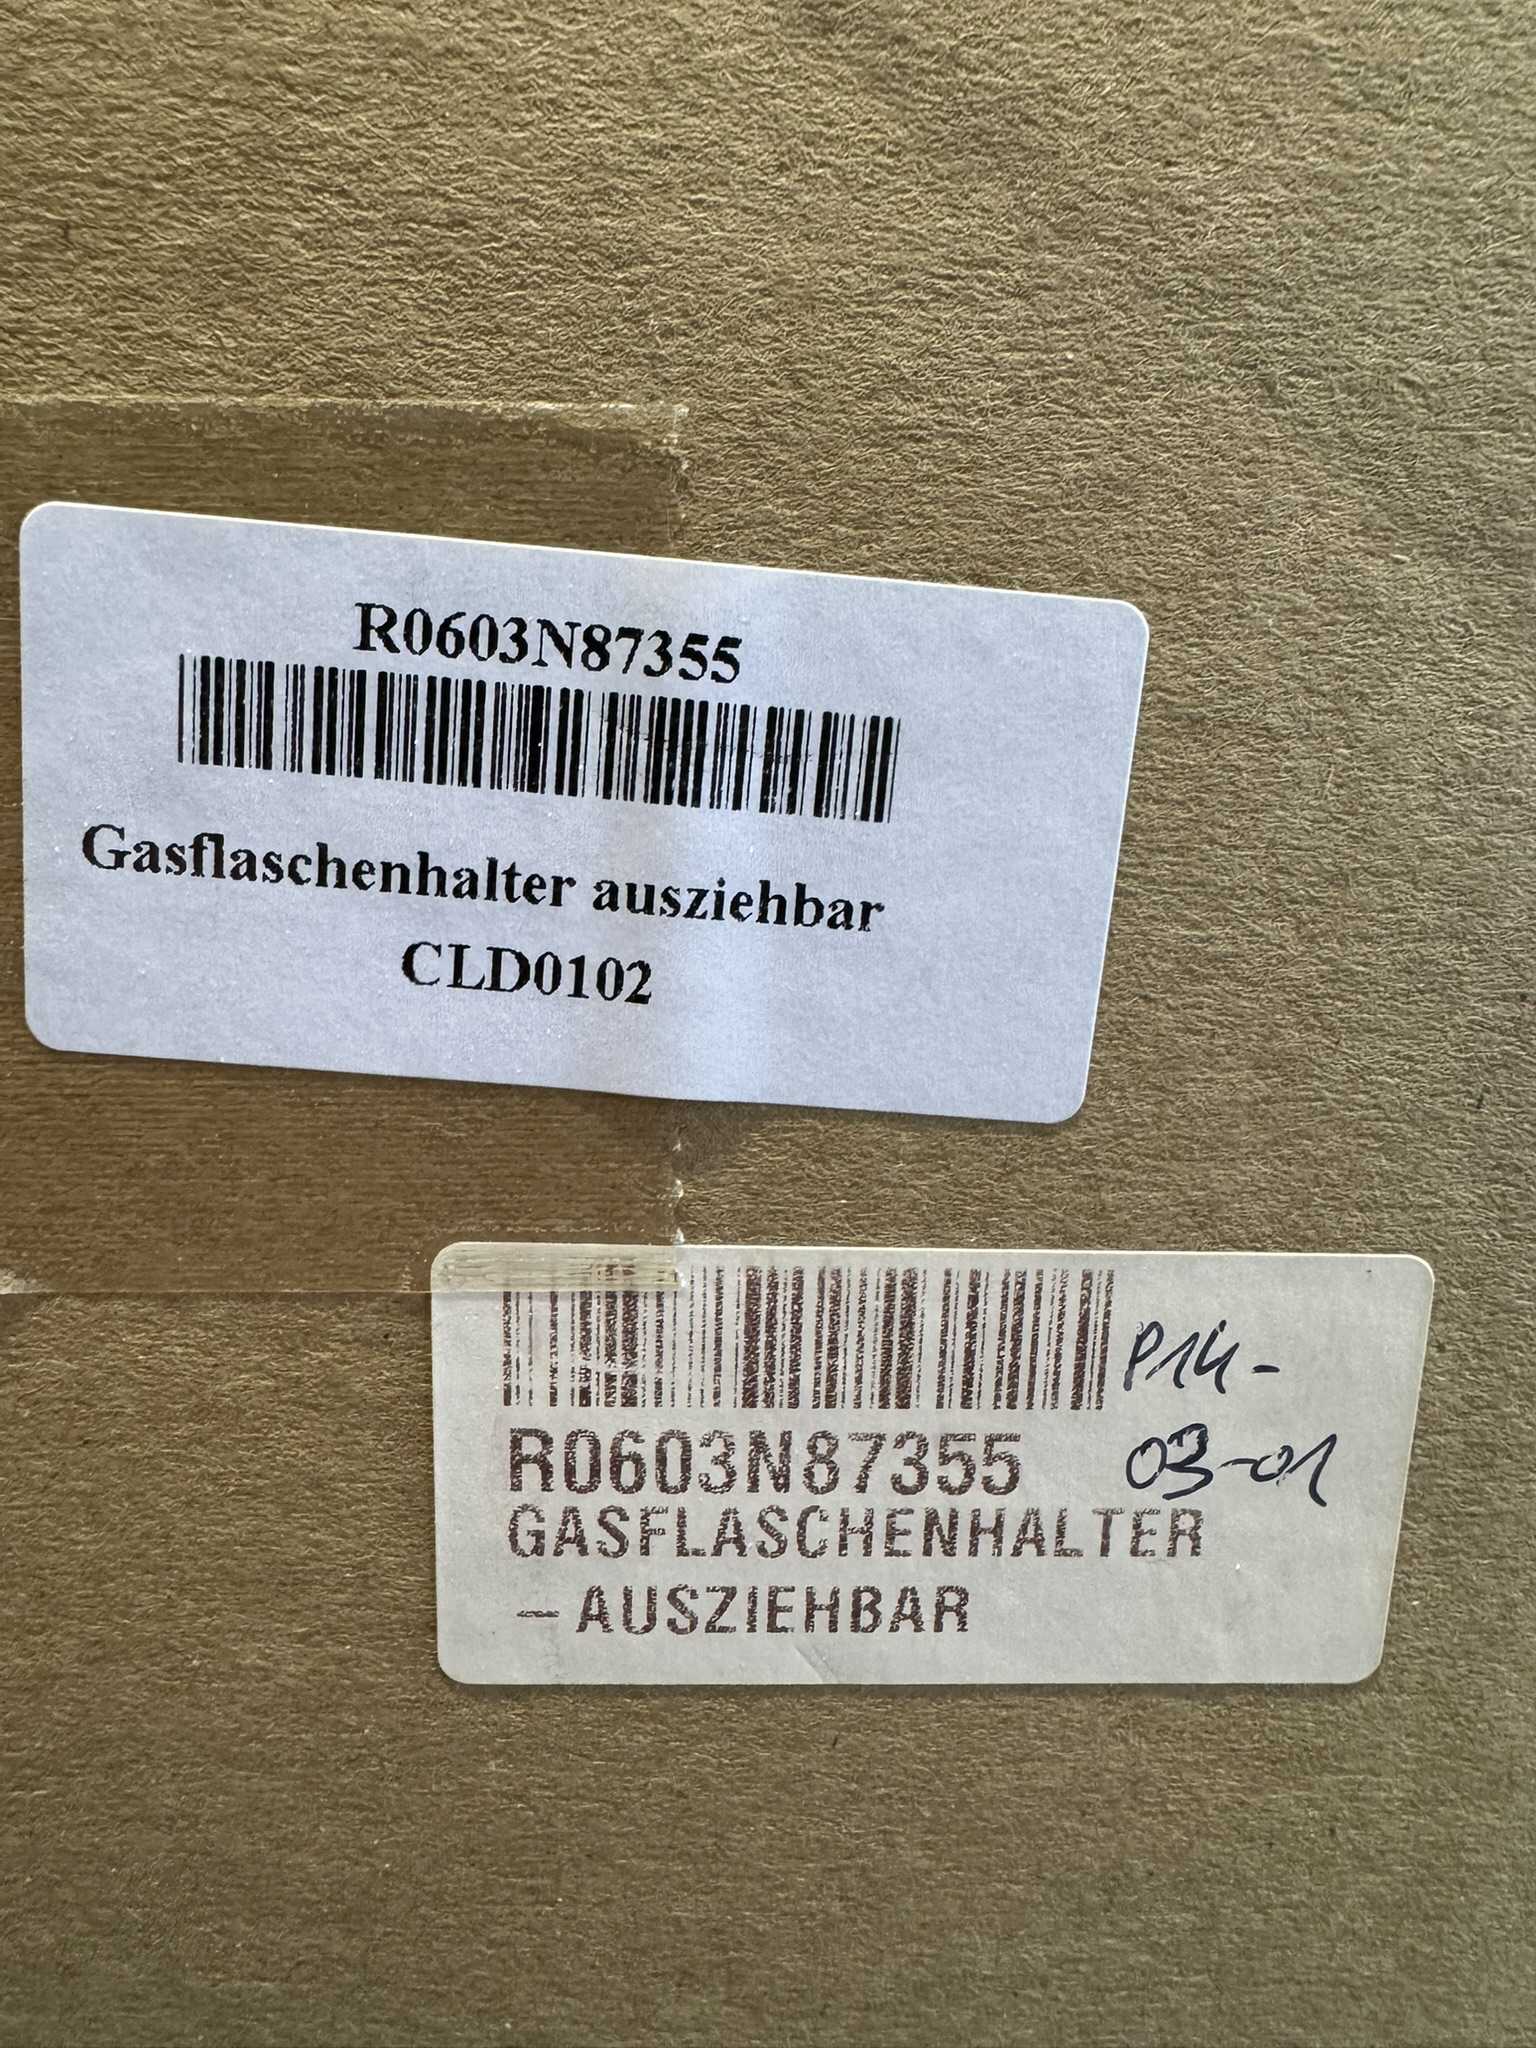 R0603N87355
Gasflaschenhalter ausziehbar
CLD0102
P14-
03-01
R0603N87355
GASFLASCHENHALTER
- AUSZIEHBAR